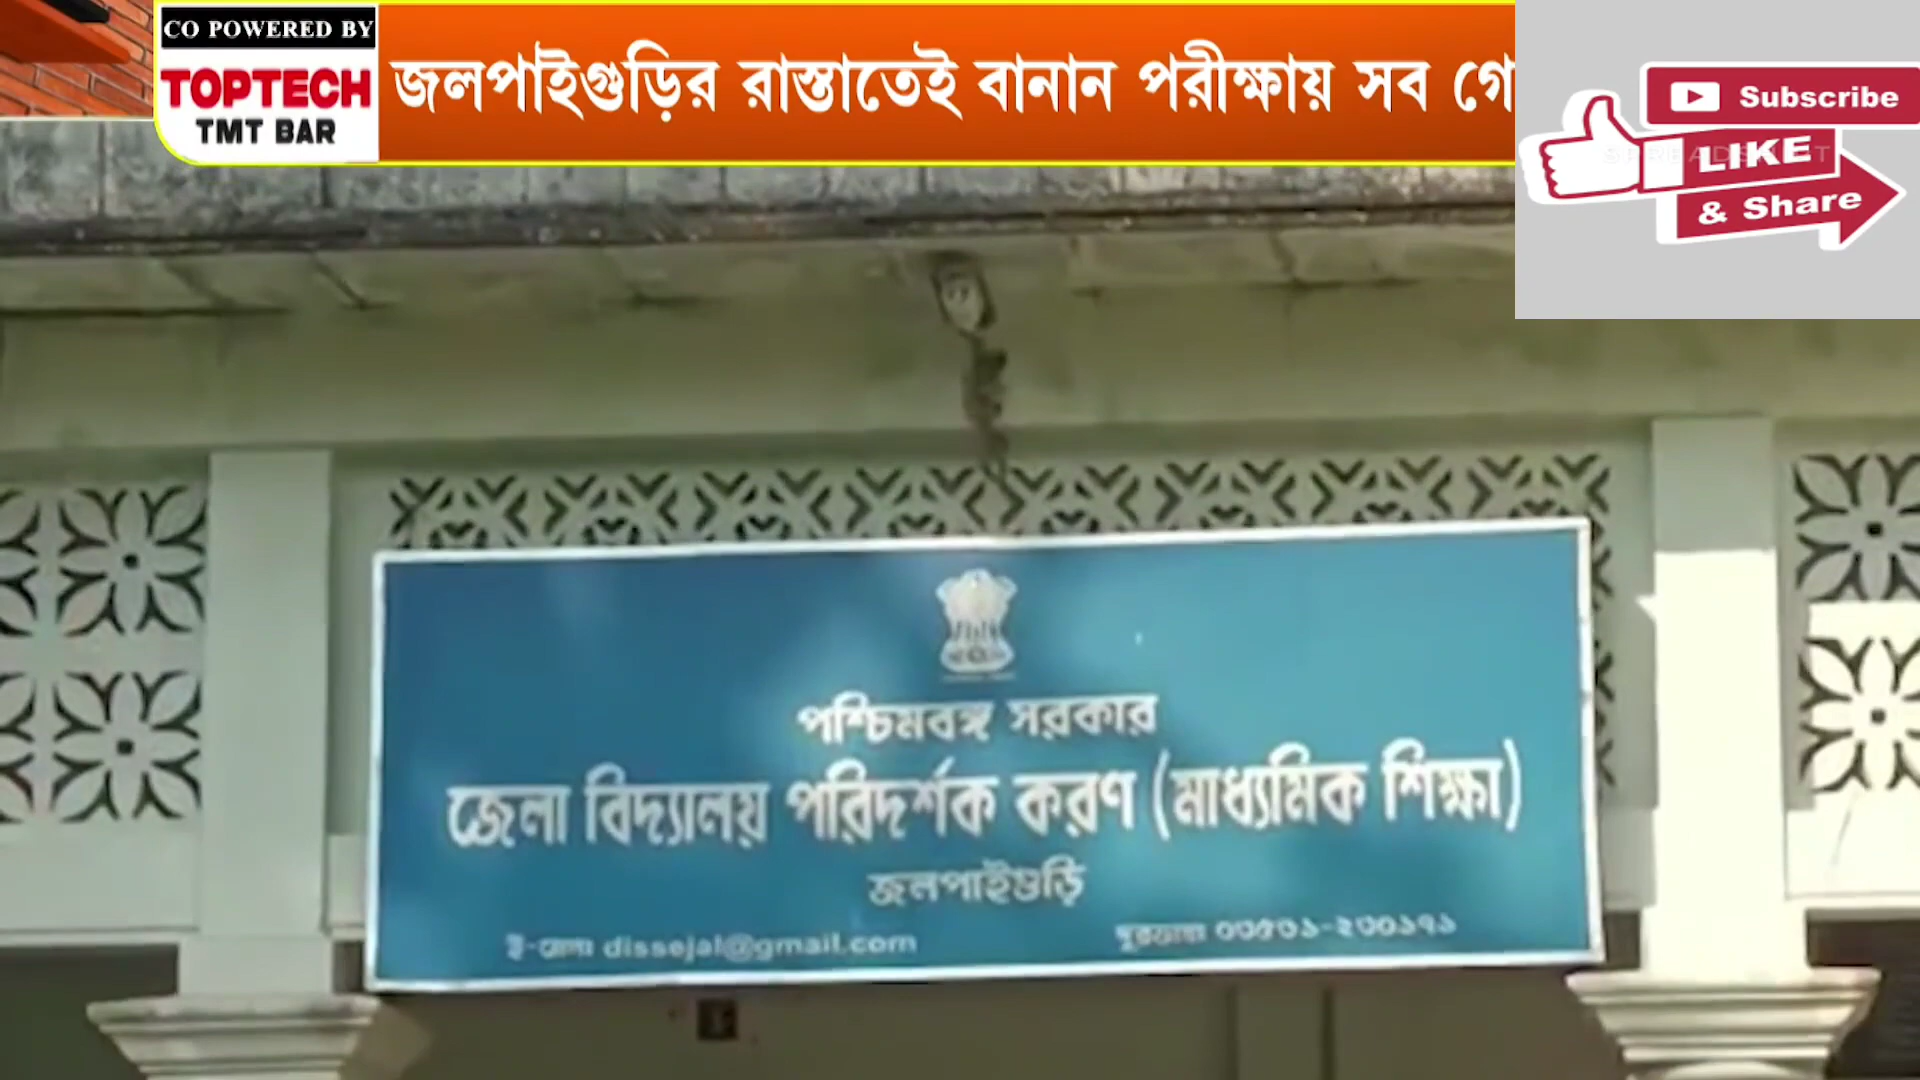 CO POWERED BY
TOPTECH
TMT BAR
জলপাইগুড়ির রাস্তাতেই বানান পরীক্ষায় সব গে
Subscribe
LIKE
& Share
পশ্চিমবঙ্গ সরকার
জেলা বিদ্যালয় পরিদর্শক করণ (মাধ্যমিক শিক্ষা)
জলপাইগুড়ি
ই-মেলঃ dissejal@gmail.com
দূরভাষঃ ০৩৫৬১-২৩০১৭১